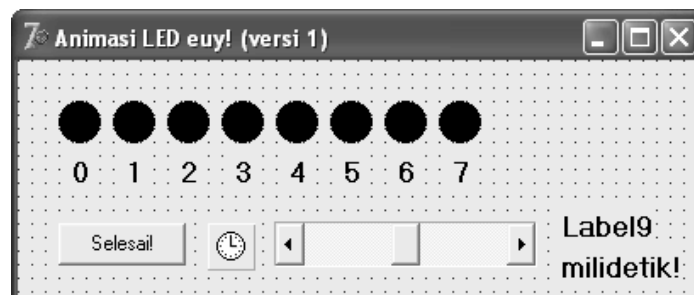 Animasi LED euy! (versi 1)
0 1 2 3 4 5 6 7
Selesai!
Label9
milidetik!